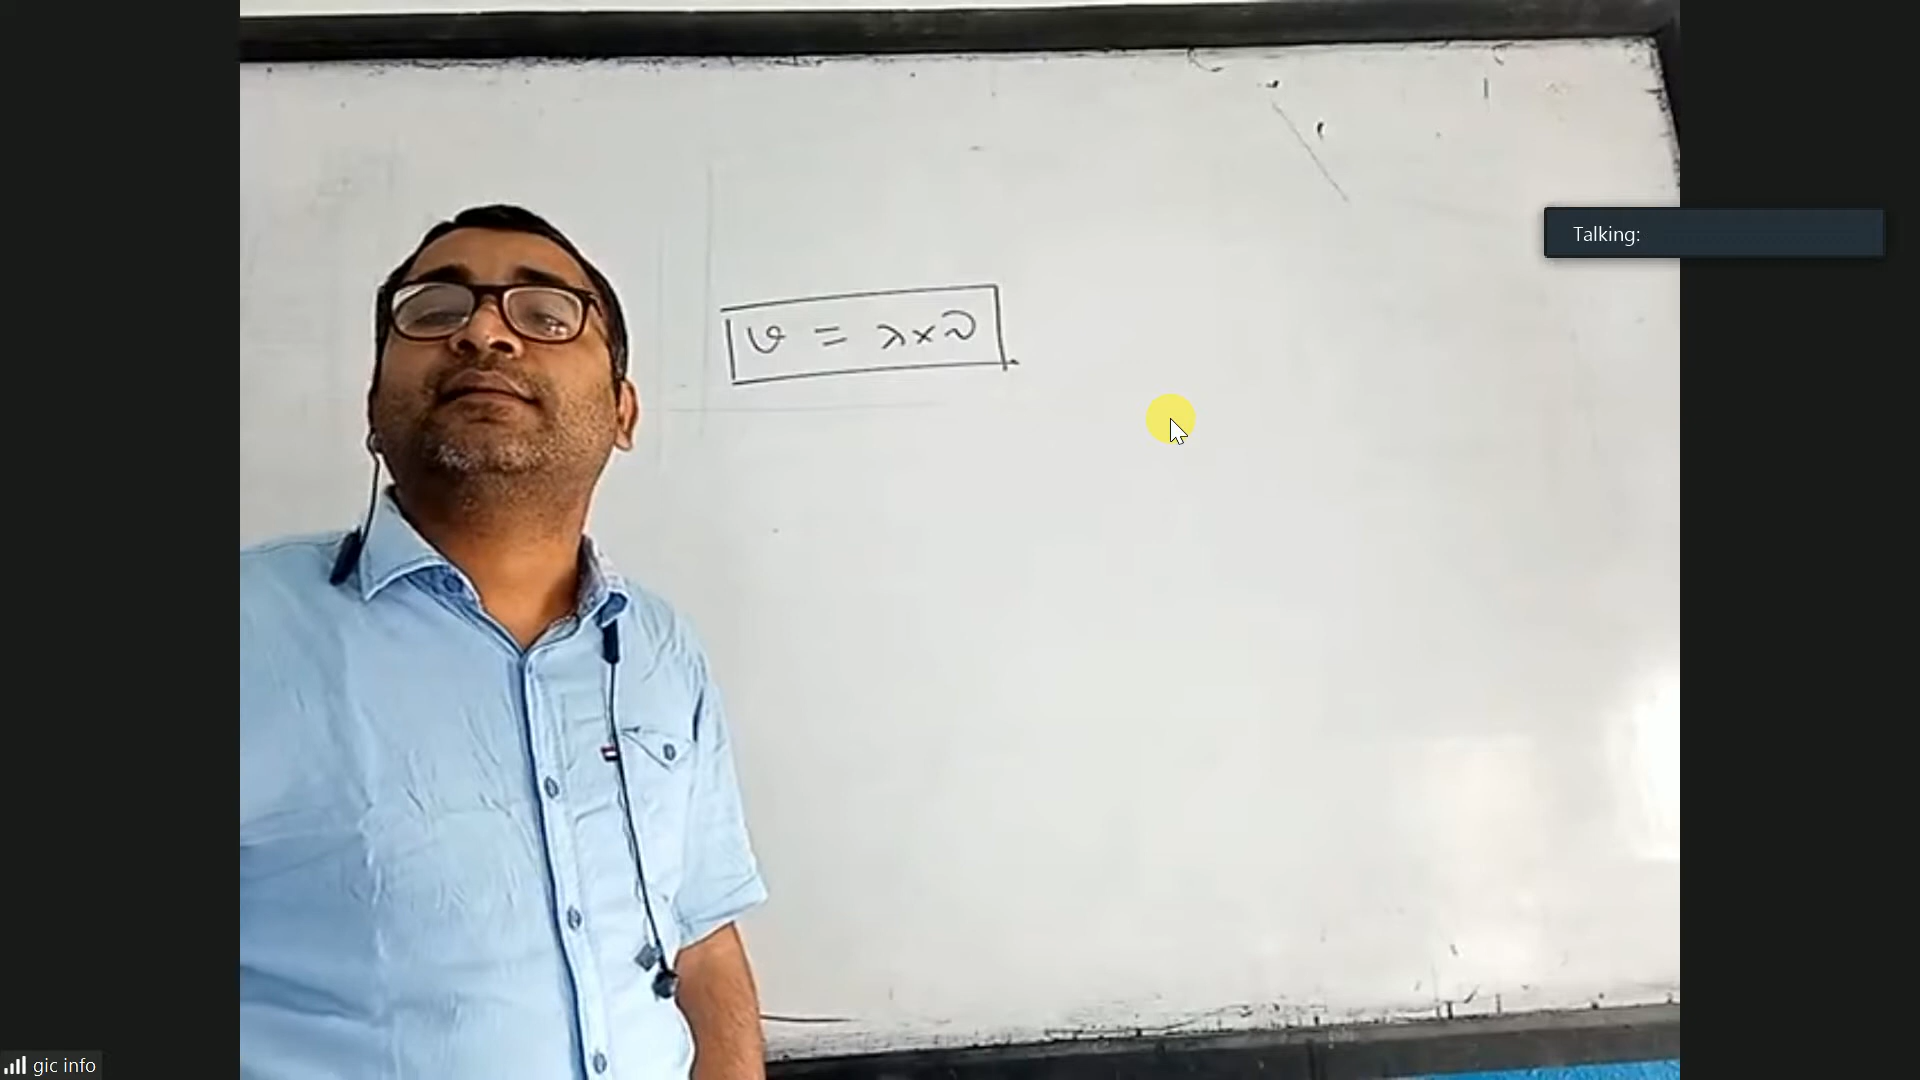 Talking:
v = λ × ν
gic info